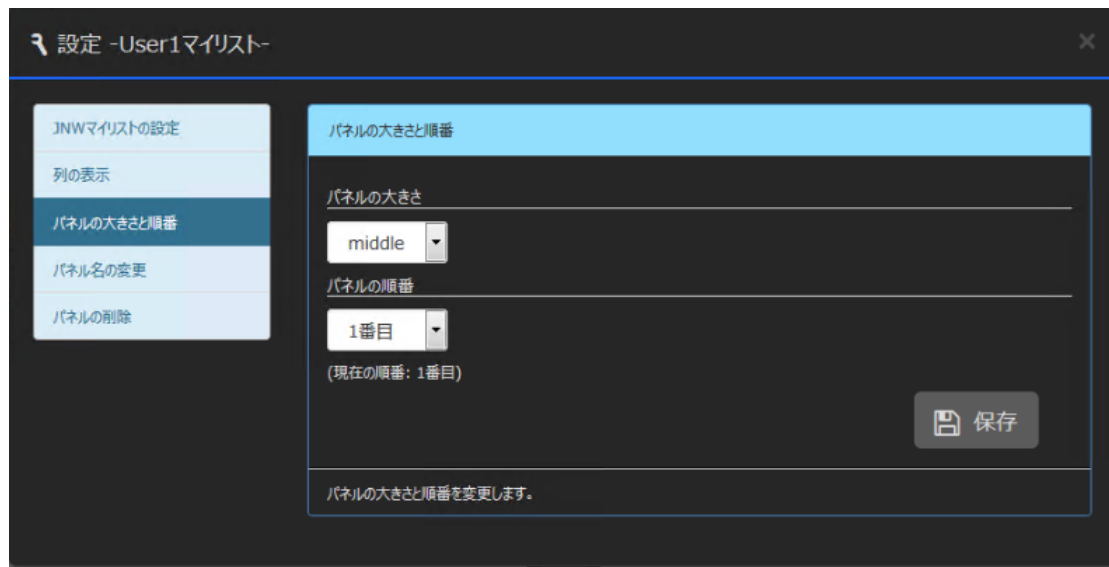 設定 -User1マイリスト-
JNWマイリストの設定
列の表示
パネルの大きさと順番
パネル名の変更
パネルの削除
パネルの大きさと順番
パネルの大きさ
middle
パネルの順番
1番目
(現在の順番: 1番目)
保存
パネルの大きさと順番を変更します。